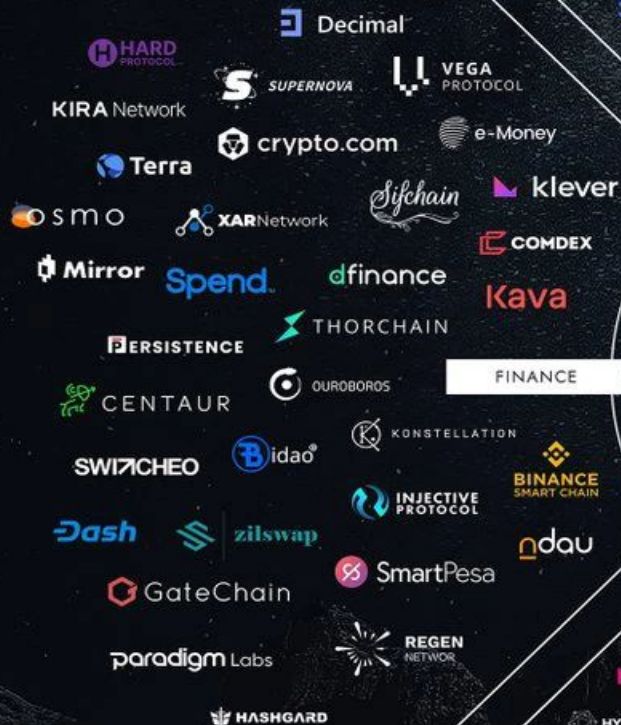 Decimal
HARD
PROTOCOL
VEGA
PROTOCOL
SUPERNOVA
KIRA Network
crypto.com
e-Money
Terra
Sifchain
klever
osmo
XARNetwork
COMDEX
Mirror
Spend
dfinance
Kava
THORCHAIN
PERSISTENCE
FINANCE
OUROBOROS
CENTAUR
KONSTELLATION
SWITCHEO
Bidao
BINANCE
SMART CHAIN
INJECTIVE
PROTOCOL
Dash
zilswap
ndau
SmartPesa
GateChain
REGEN
NETWOR
paradigm Labs
HASHGARD
HY